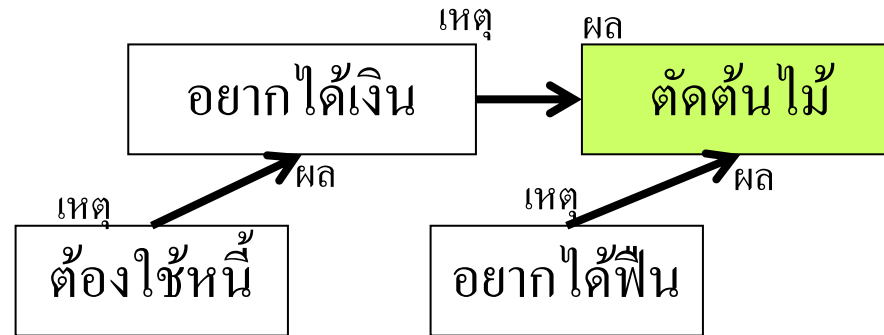 เหตุ
ผล
อยากได้เงิน
ตัดต้นไม้
ผล
ผล
เหตุ
เหตุ
ต้องใช้หนี้
อยากได้ฟืน